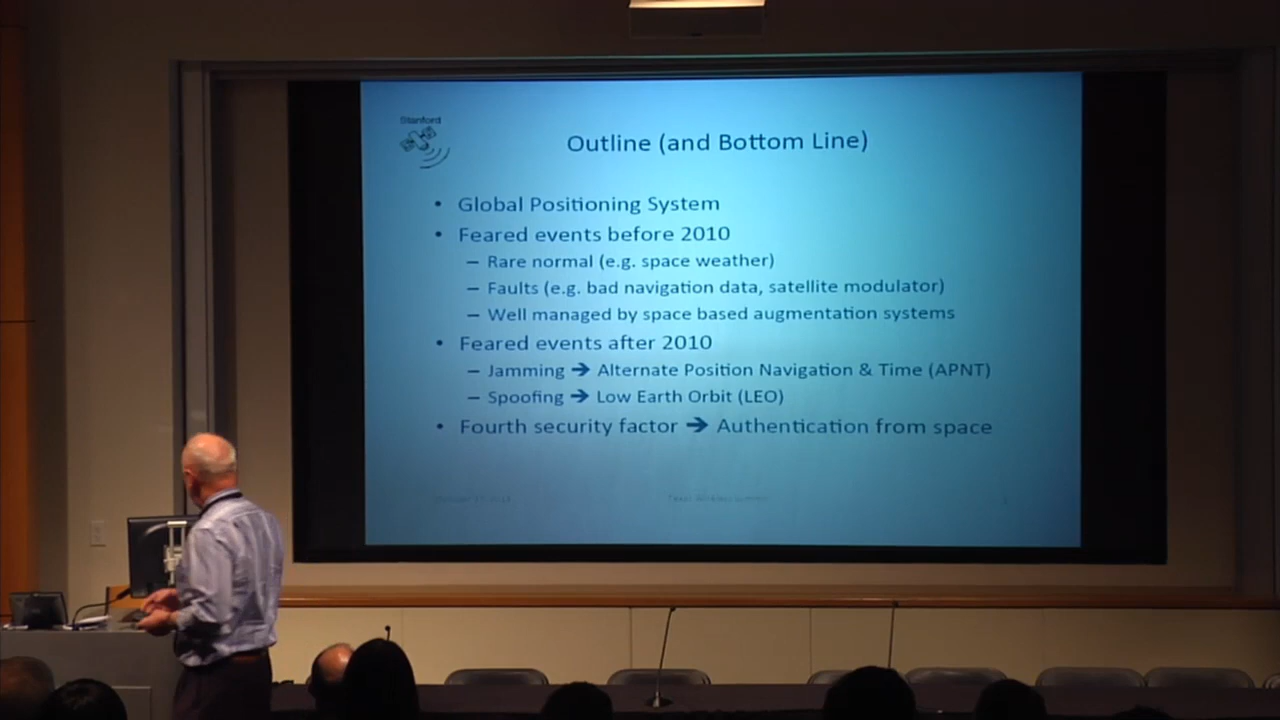 Stanford
Outline (and Bottom Line)
• Global Positioning System
• Feared events before 2010
– Rare normal (e.g. space weather)
– Faults (e.g. bad navigation data, satellite modulator)
– Well managed by space based augmentation systems
• Feared events after 2010
– Jamming ➔ Alternate Position Navigation & Time (APNT)
– Spoofing ➔ Low Earth Orbit (LEO)
• Fourth security factor ➔ Authentication from space